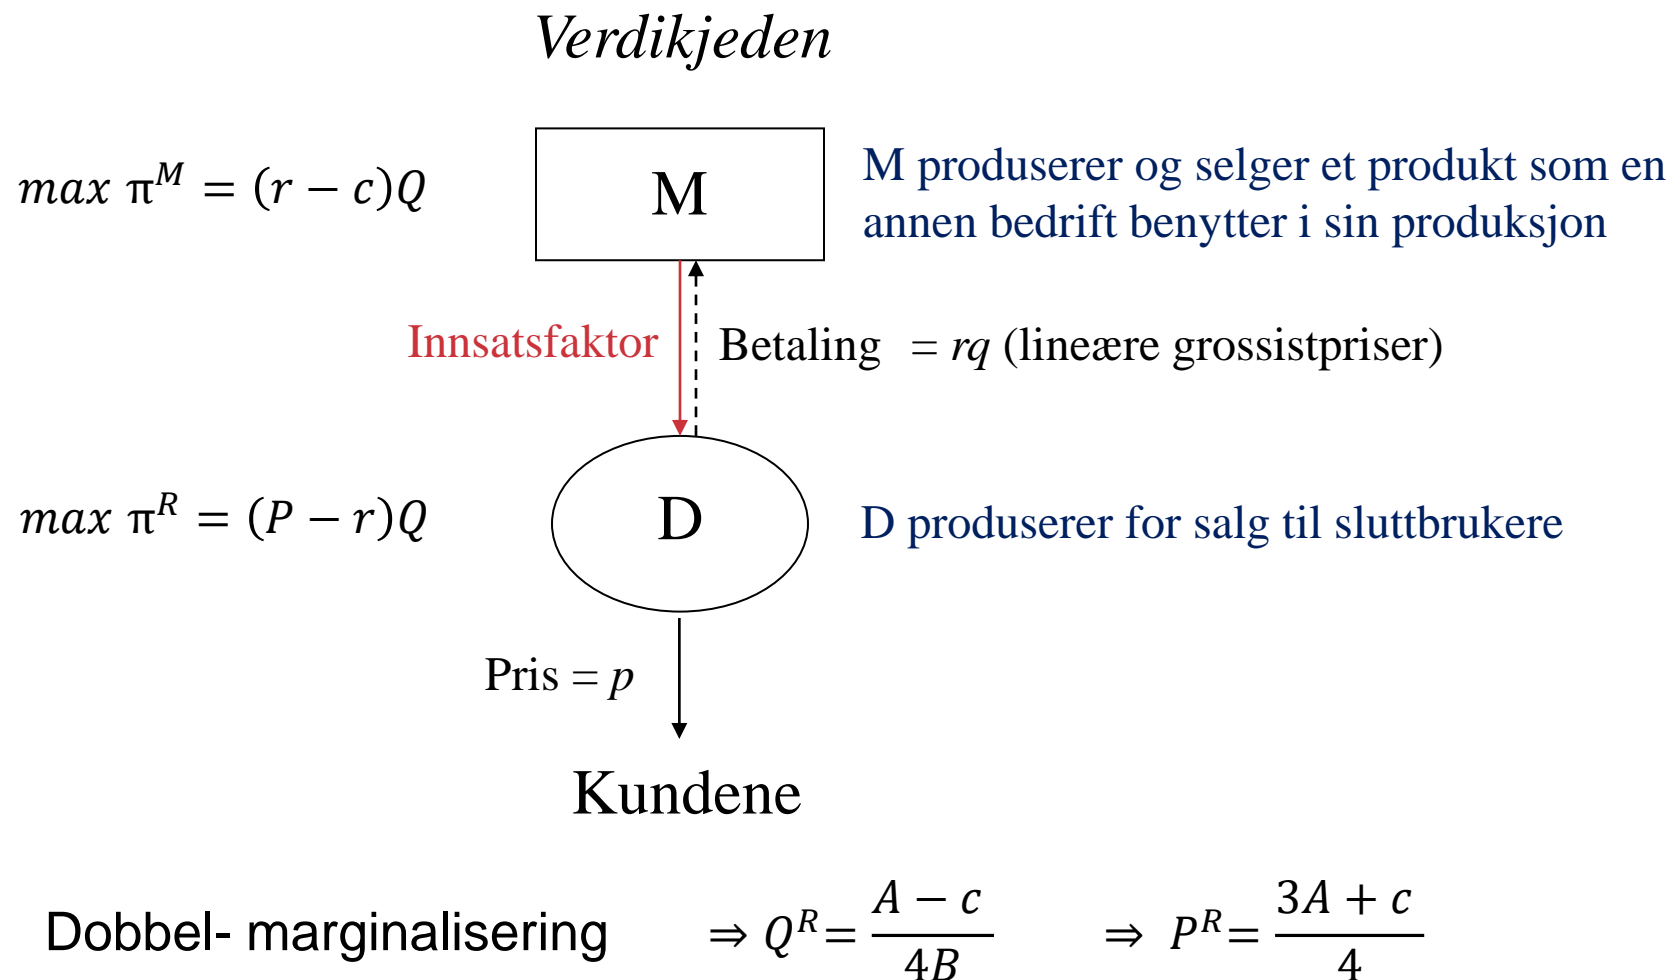 Verdikjeden
max π^M = (r − c)Q
M
M produserer og selger et produkt som en
annen bedrift benytter i sin produksjon
Innsatsfaktor
Betaling = rq (lineære grossistpriser)
max π^R = (P − r)Q
D
D produserer for salg til sluttbrukere
Pris = p
Kundene
Dobbel- marginalisering ⇒ Q^R = (A − c)/(4B) ⇒ P^R = (3A + c)/4